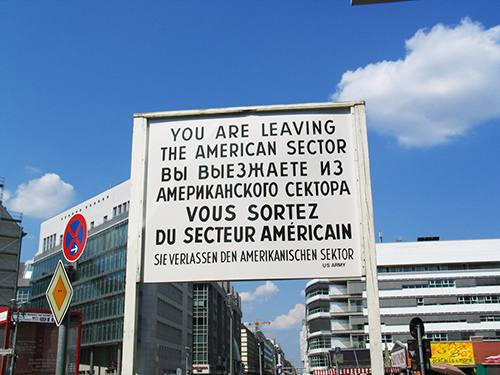 YOU ARE LEAVING
THE AMERICAN SECTOR
ВЫ ВЫЕЗЖАЕТЕ ИЗ
АМЕРИКАНСКОГО СЕКТОРА
VOUS SORTEZ
DU SECTEUR AMÉRICAIN
SIE VERLASSEN DEN AMERIKANISCHEN SEKTOR
US ARMY